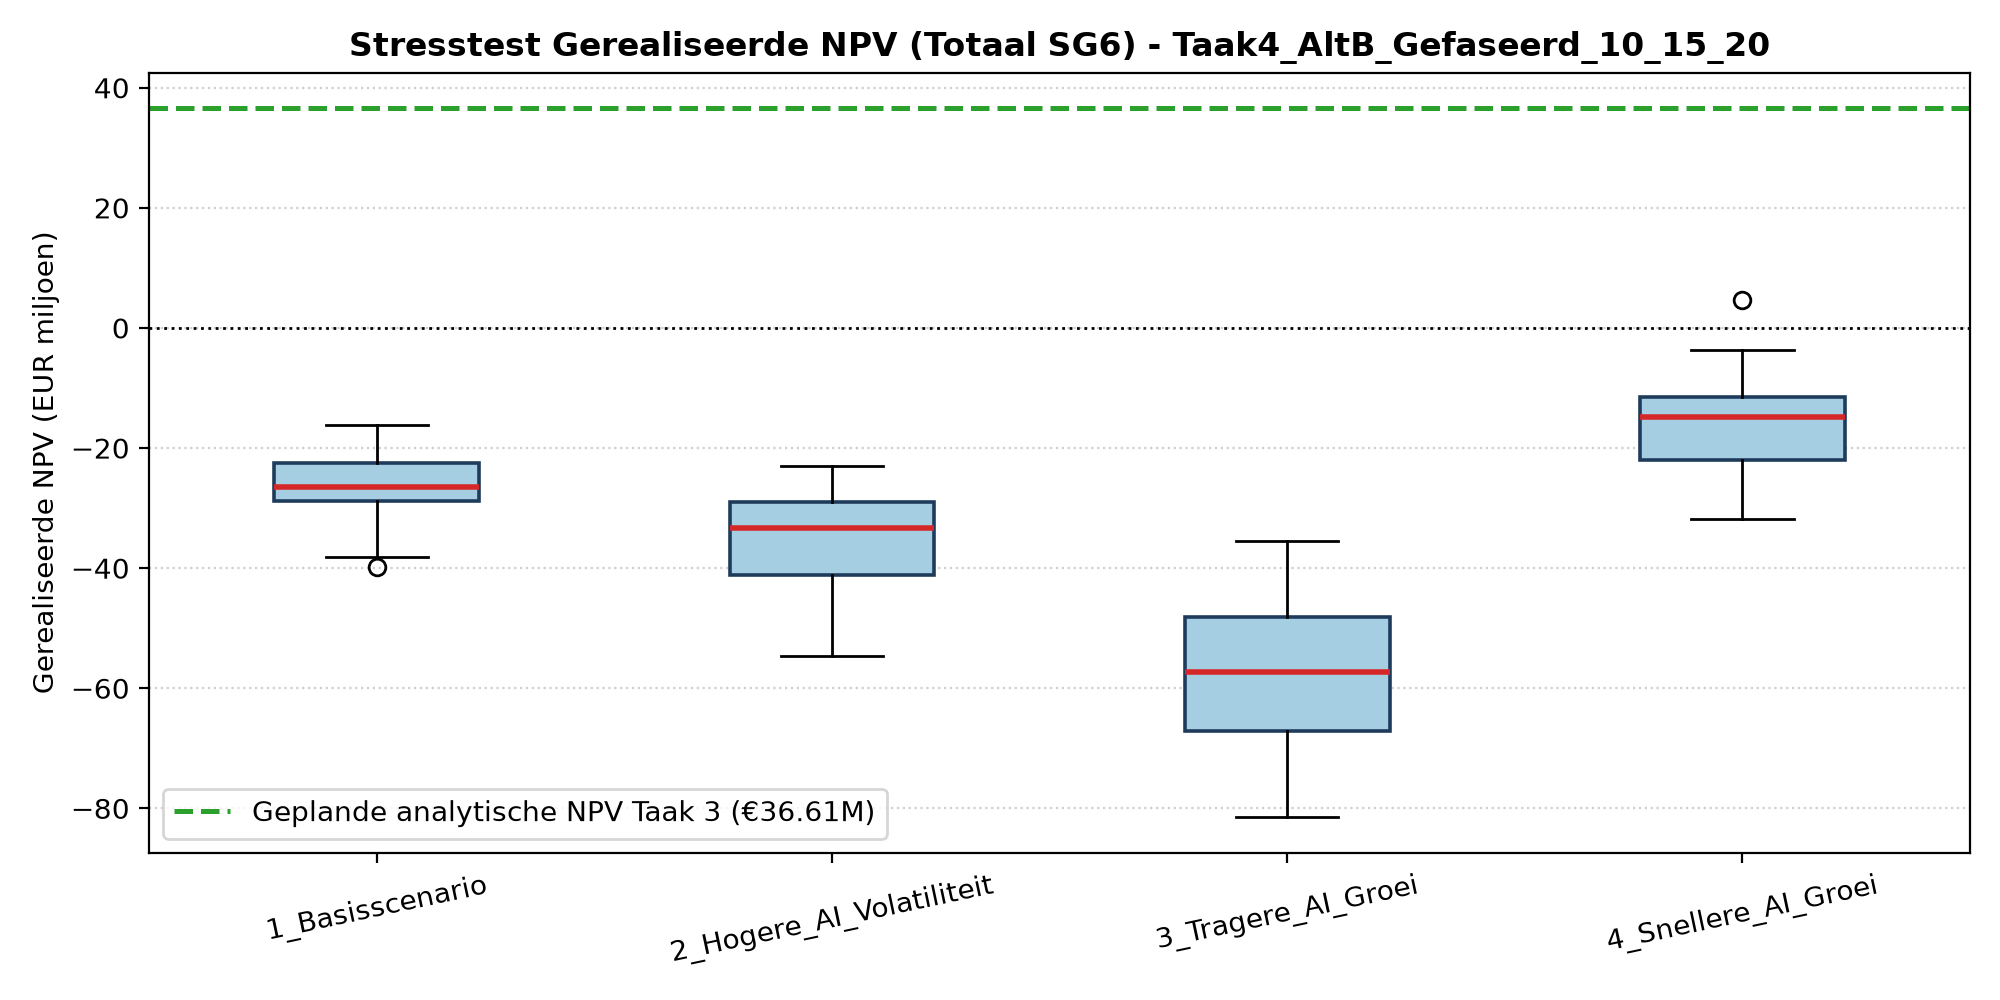 Stresstest Gerealiseerde NPV (Totaal SG6) - Taak4_AltB_Gefaseerd_10_15_20
Gerealiseerde NPV (EUR miljoen)
40
20
0
−20
−40
−60
−80
Geplande analytische NPV Taak 3 (€36.61M)
1_Basisscenario
2_Hogere_AI_Volatiliteit
3_Tragere_AI_Groei
4_Snellere_AI_Groei